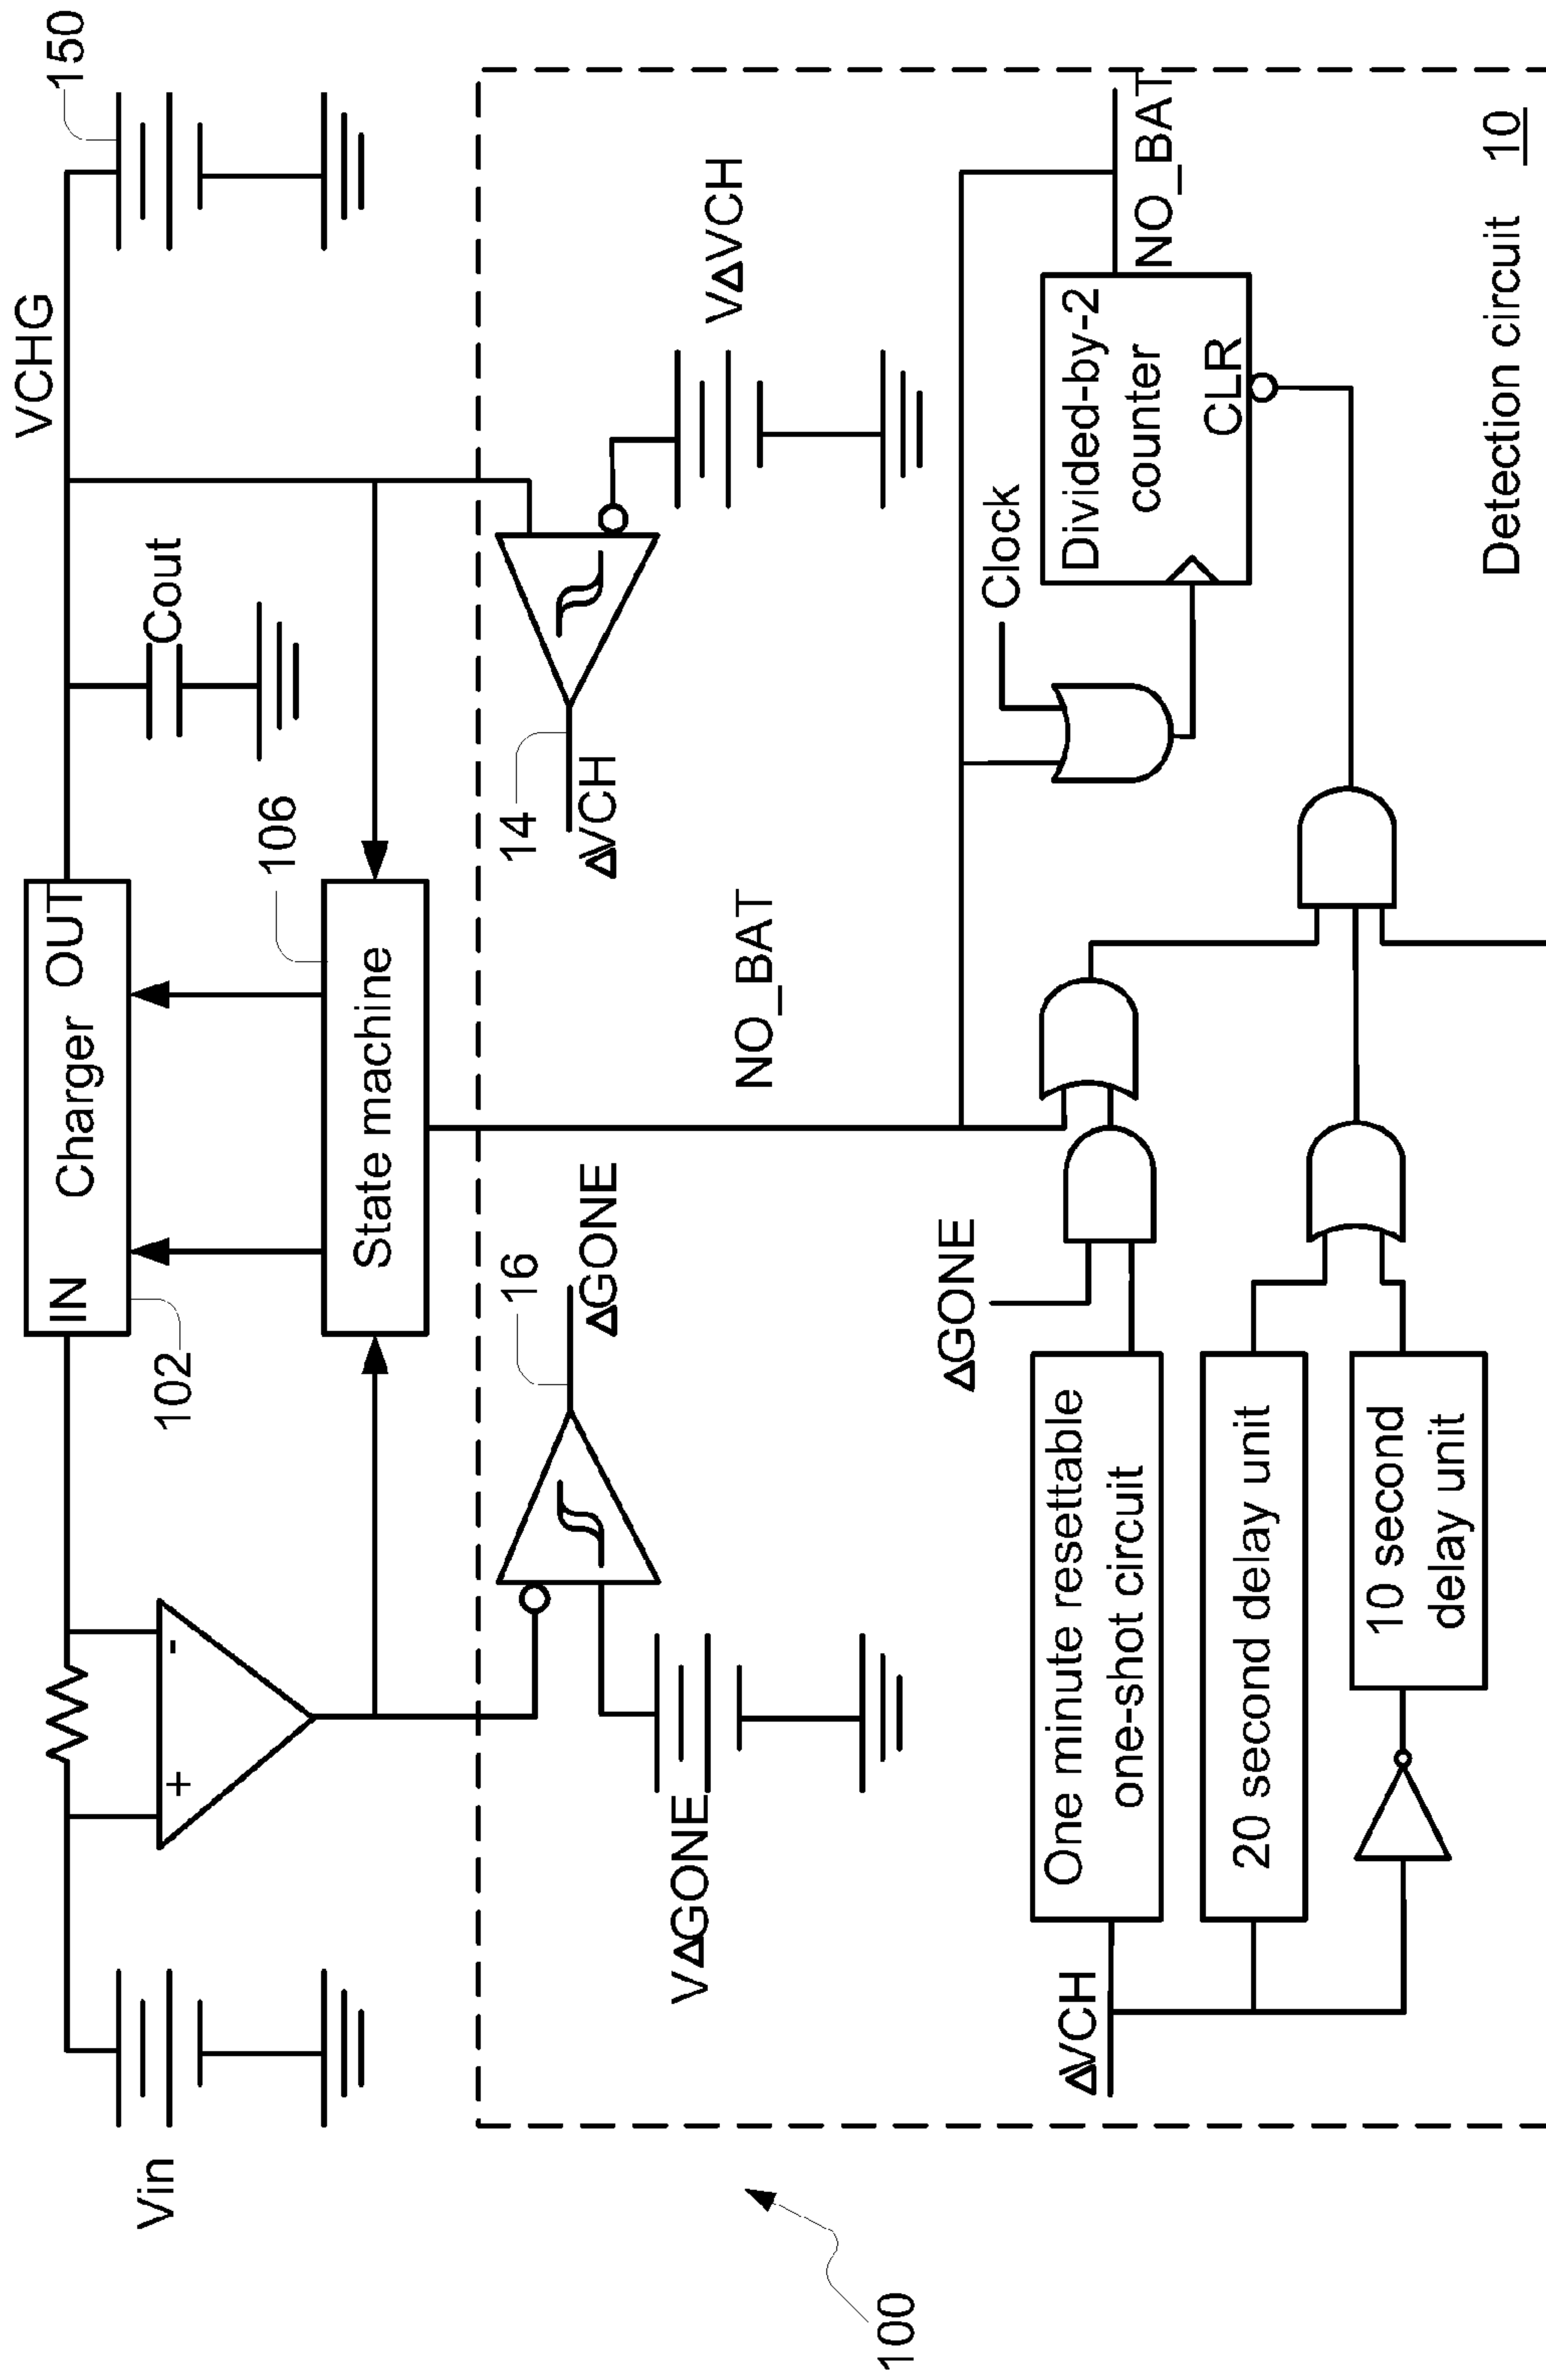 Vin
+
-
IN Charger OUT
102
State machine
106
VCHG
Cout
150
VΔGONE
16
ΔGONE
14
ΔVCH
VΔVCH
NO_BAT
100
ΔVCH
One minute resettable
one-shot circuit
20 second delay unit
10 second
delay unit
ΔGONE
Clock
Divided-by-2
counter
CLR
NO_BAT
Detection circuit 10